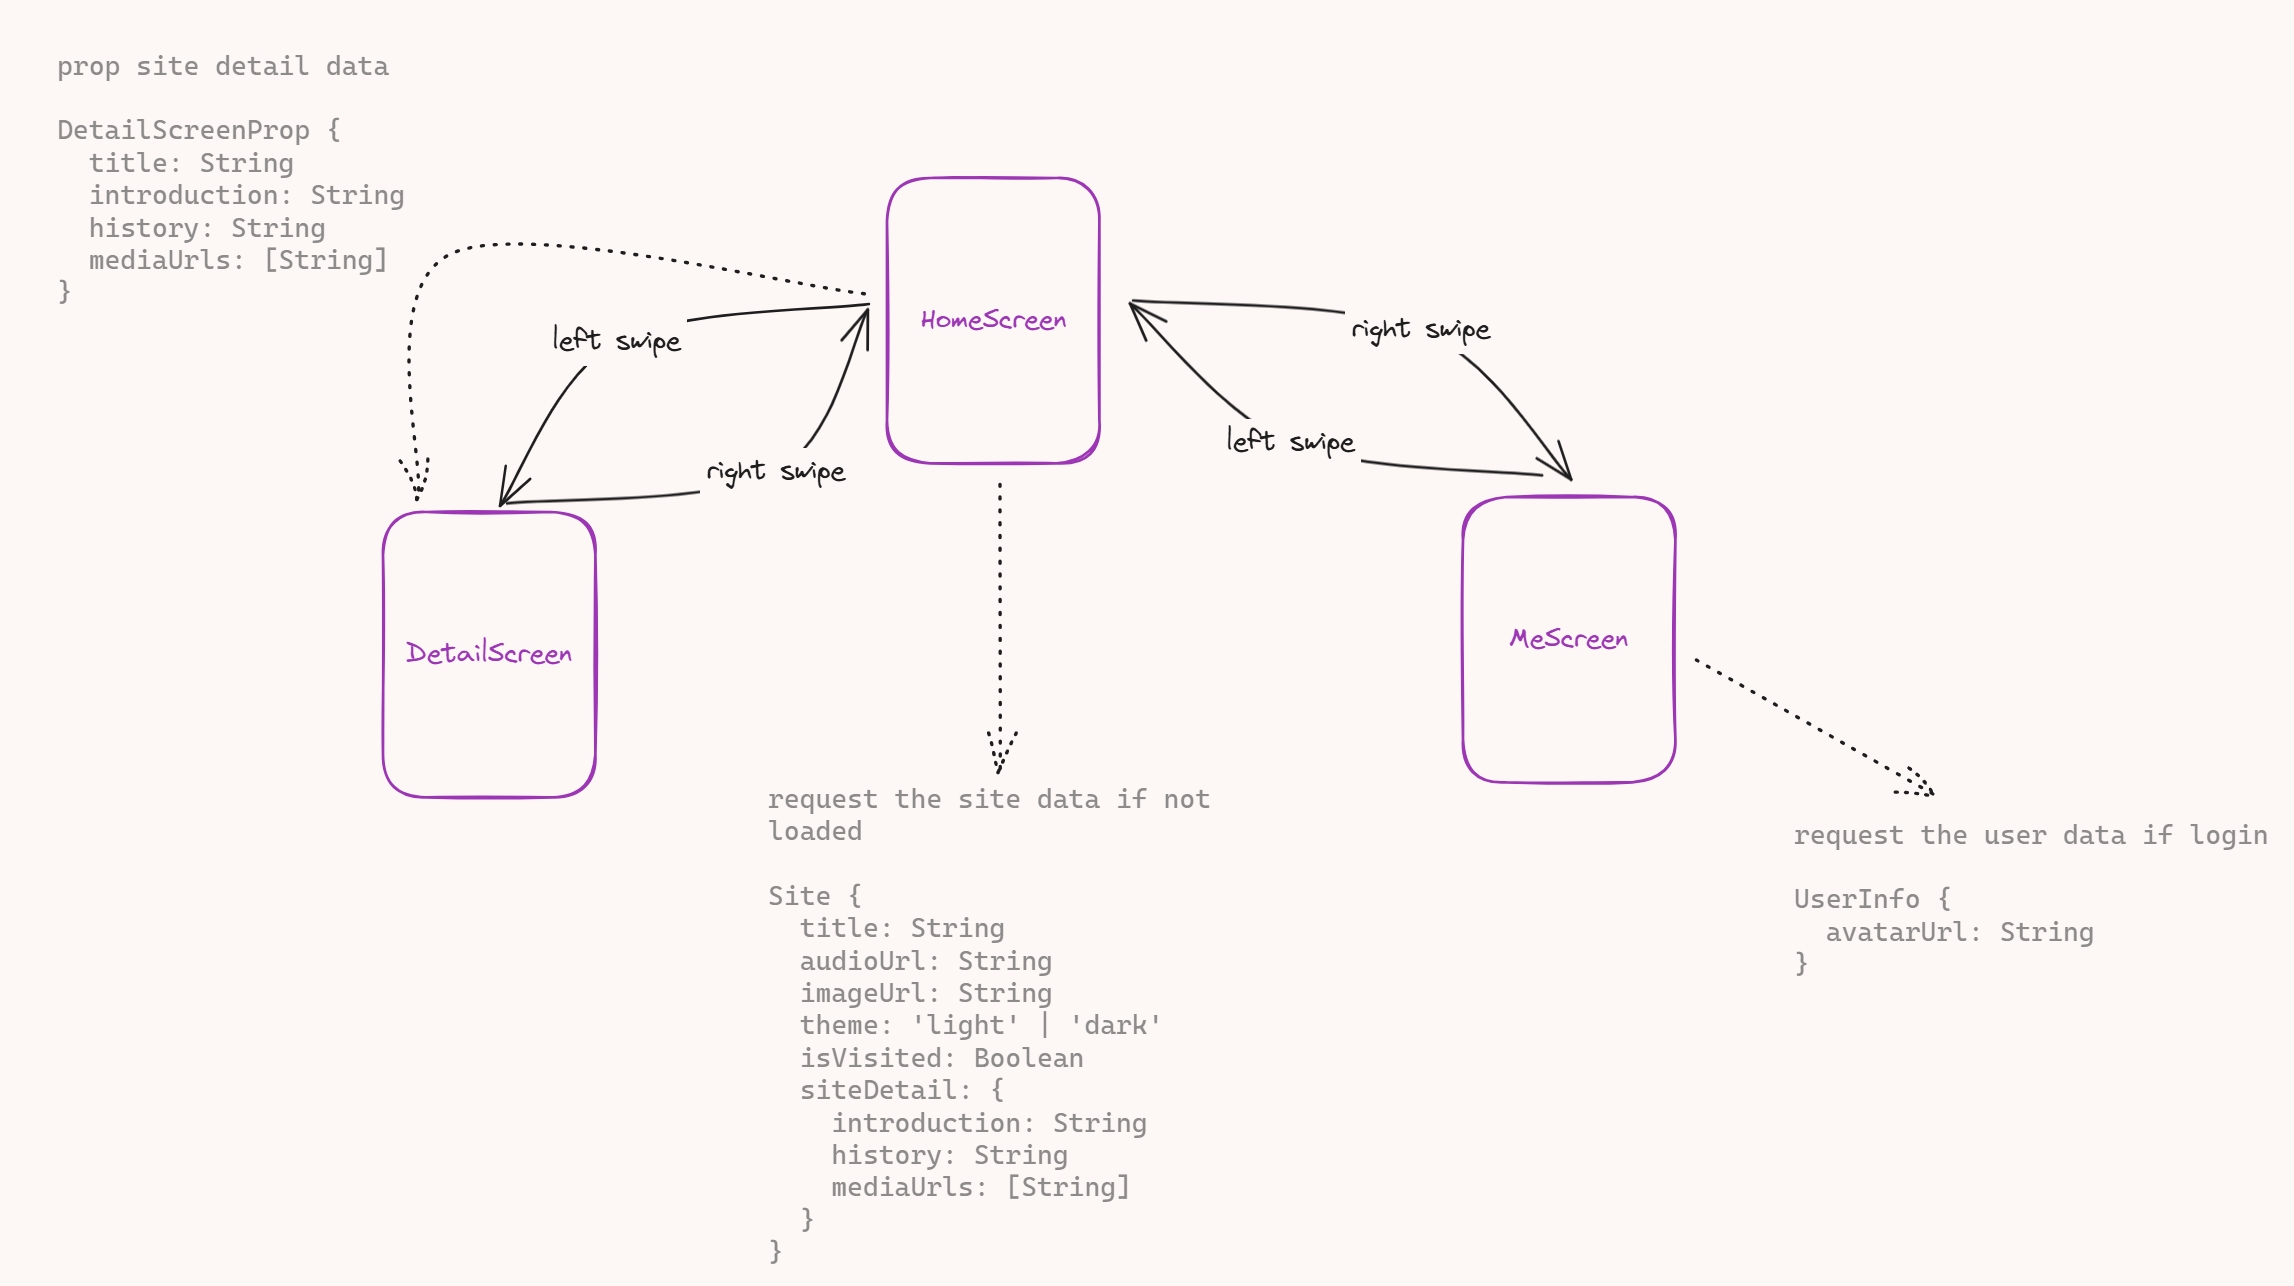 prop site detail data
DetailScreenProp {
  title: String
  introduction: String
  history: String
  mediaUrls: [String]
}
HomeScreen
left swipe
right swipe
right swipe
left swipe
DetailScreen
MeScreen
request the site data if not
loaded
Site {
  title: String
  audioUrl: String
  imageUrl: String
  theme: 'light' | 'dark'
  isVisited: Boolean
  siteDetail: {
    introduction: String
    history: String
    mediaUrls: [String]
  }
}
request the user data if login
UserInfo {
  avatarUrl: String
}